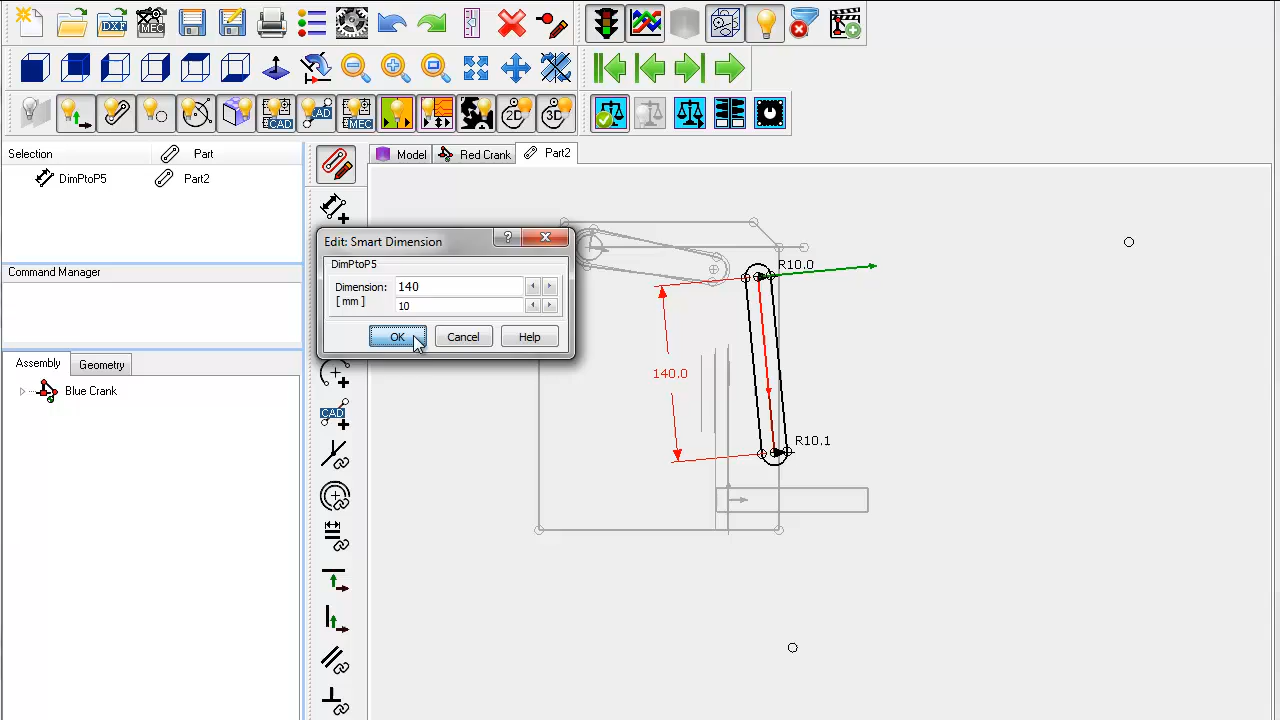 DXF
MEC
CAD
CAD
MEC
2D
3D
Selection
Part
Model
Red Crank
Part2
DimPtoP5
Part2
Edit: Smart Dimension
?
DimPtoP5
Dimension:
140
[ mm ]
10
OK
Cancel
Help
Command Manager
Assembly
Geometry
Blue Crank
CAD
R10.0
140.0
R10.1